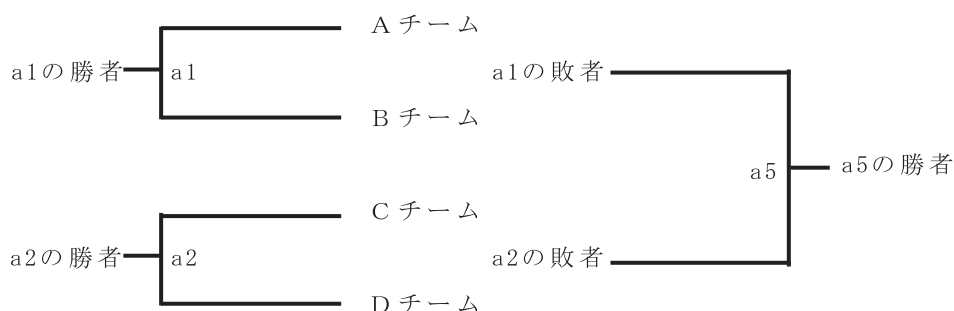 Aチーム
a1の勝者
a1
a1の敗者
Bチーム
a5
a5の勝者
Cチーム
a2の勝者
a2
a2の敗者
Dチーム